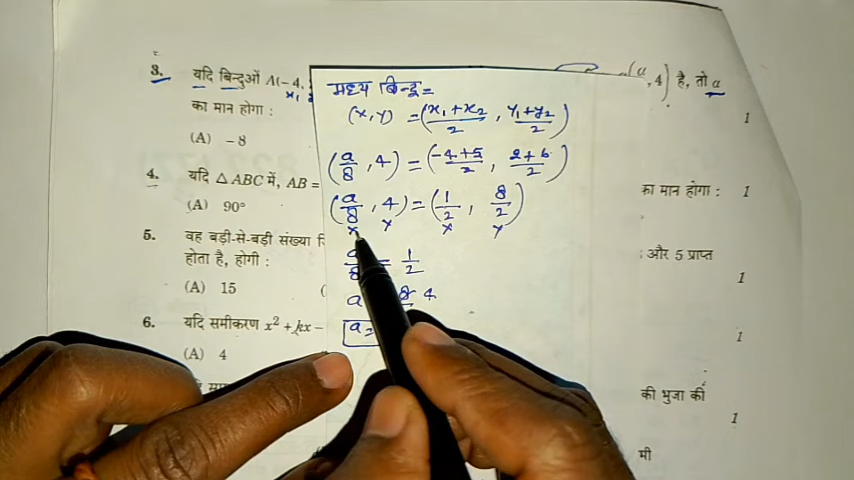 3. यदि बिन्दुओं A(−4, (a , 4) है, तो a
x₁
का मान होगा : 1
(A) −8
मध्य बिन्दू =
(x, y) = (x₁+x₂/2 , y₁+y₂/2)
(a/8 , 4) = (−4+5/2 , 2+6/2)
(a/8 , 4) = (1/2 , 8/2)
x y x y
= 1/2
a 8 4
a =
4. यदि △ABC में, AB = का मान होगा : 1
(A) 90°
5. वह बड़ी-से-बड़ी संख्या : और 5 प्राप्त
होता है, होगी : 1
(A) 15 (
6. यदि समीकरण x² + kx − 1
(A) 4
की भुजा की
1
मी